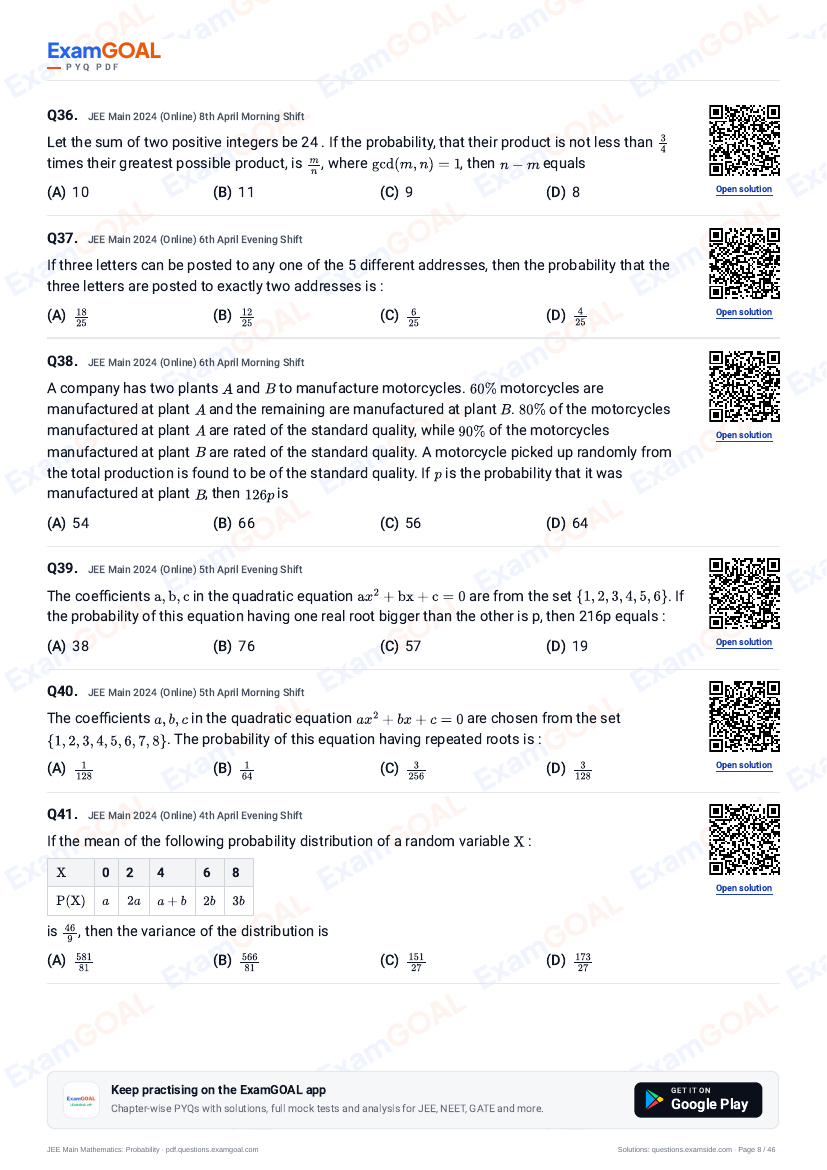 ExamGOAL
PYQ PDF
Q36. JEE Main 2024 (Online) 8th April Morning Shift
Let the sum of two positive integers be 24 . If the probability, that their product is not less than 3/4
times their greatest possible product, is m/n, where gcd(m, n) = 1, then n − m equals
(A) 10 (B) 11 (C) 9 (D) 8
Open solution
Q37. JEE Main 2024 (Online) 6th April Evening Shift
If three letters can be posted to any one of the 5 different addresses, then the probability that the
three letters are posted to exactly two addresses is :
(A) 18/25 (B) 12/25 (C) 6/25 (D) 4/25
Open solution
Q38. JEE Main 2024 (Online) 6th April Morning Shift
A company has two plants A and B to manufacture motorcycles. 60% motorcycles are
manufactured at plant A and the remaining are manufactured at plant B. 80% of the motorcycles
manufactured at plant A are rated of the standard quality, while 90% of the motorcycles
manufactured at plant B are rated of the standard quality. A motorcycle picked up randomly from
the total production is found to be of the standard quality. If p is the probability that it was
manufactured at plant B, then 126p is
(A) 54 (B) 66 (C) 56 (D) 64
Open solution
Q39. JEE Main 2024 (Online) 5th April Evening Shift
The coefficients a, b, c in the quadratic equation ax² + bx + c = 0 are from the set {1, 2, 3, 4, 5, 6}. If
the probability of this equation having one real root bigger than the other is p, then 216p equals :
(A) 38 (B) 76 (C) 57 (D) 19
Open solution
Q40. JEE Main 2024 (Online) 5th April Morning Shift
The coefficients a, b, c in the quadratic equation ax² + bx + c = 0 are chosen from the set
{1, 2, 3, 4, 5, 6, 7, 8}. The probability of this equation having repeated roots is :
(A) 1/128 (B) 1/64 (C) 3/256 (D) 3/128
Open solution
Q41. JEE Main 2024 (Online) 4th April Evening Shift
If the mean of the following probability distribution of a random variable X :
X 0 2 4 6 8
P(X) a 2a a + b 2b 3b
is 46/9, then the variance of the distribution is
(A) 581/81 (B) 566/81 (C) 151/27 (D) 173/27
Open solution
Keep practising on the ExamGOAL app
Chapter-wise PYQs with solutions, full mock tests and analysis for JEE, NEET, GATE and more.
GET IT ON
Google Play
JEE Main Mathematics: Probability · pdf.questions.examgoal.com
Solutions: questions.examside.com · Page 8 / 46